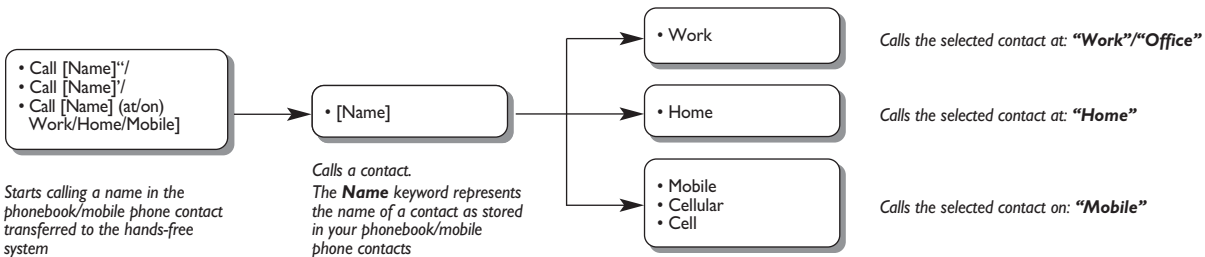 • Call [Name]“/
• Call [Name]’/
• Call [Name] (at/on)
Work/Home/Mobile]
Starts calling a name in the
phonebook/mobile phone contact
transferred to the hands-free
system
• [Name]
Calls a contact.
The Name keyword represents
the name of a contact as stored
in your phonebook/mobile
phone contacts
• Work
Calls the selected contact at: “Work”/“Office”
• Home
Calls the selected contact at: “Home”
• Mobile
• Cellular
• Cell
Calls the selected contact on: “Mobile”